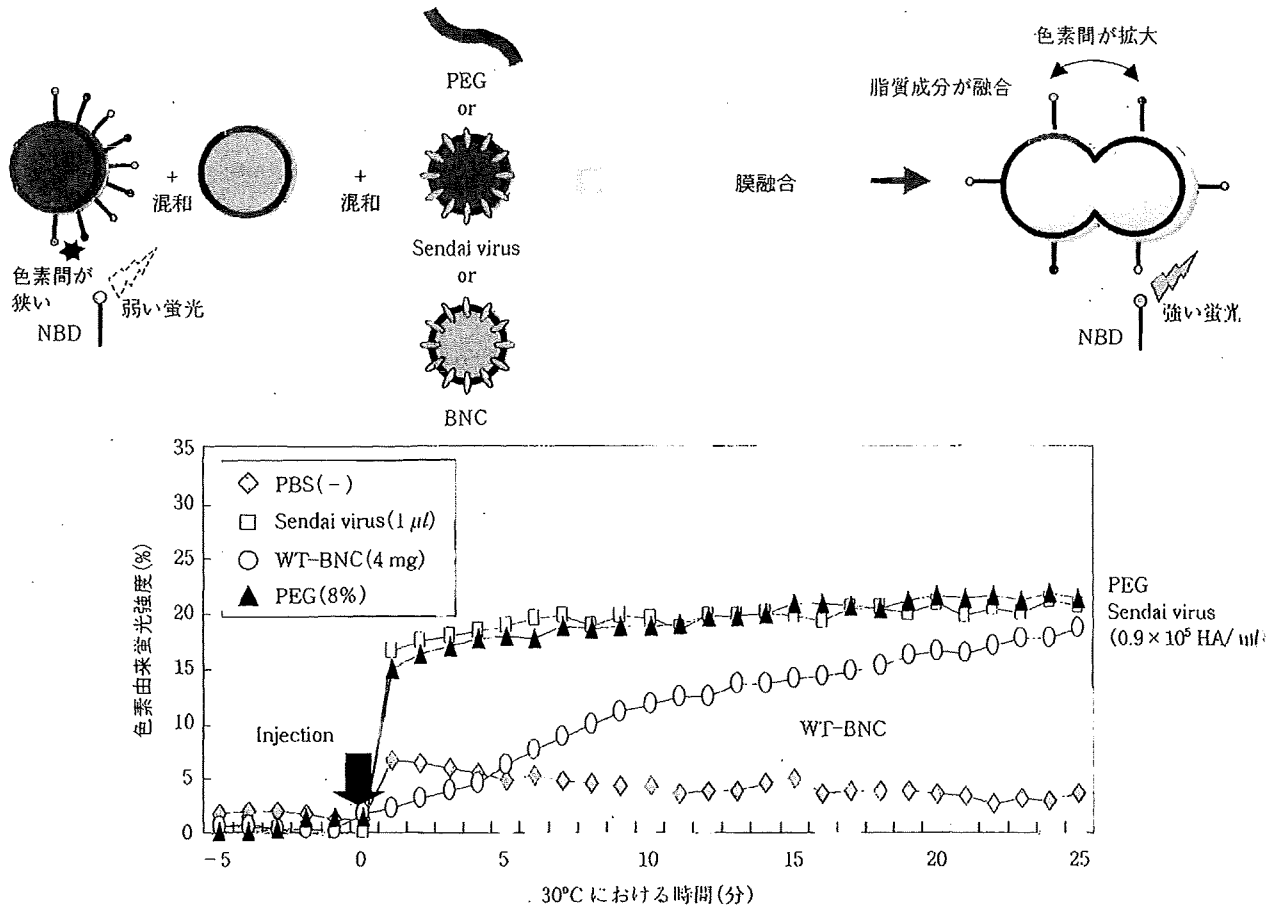 色素間が拡大
脂質成分が融合
PEG
or
+
混和
+
混和
膜融合
Sendai virus
or
色素間が
狭い
弱い蛍光
NBD
BNC
強い蛍光
NBD
色素由来蛍光強度(%)
35
30
25
20
15
10
5
0
PBS(-)
Sendai virus(1 μl)
WT-BNC(4 mg)
PEG(8%)
Injection
WT-BNC
PEG
Sendai virus
(0.9×10⁵ HA/ml)
-5
0
5
10
15
20
25
30°C における時間(分)